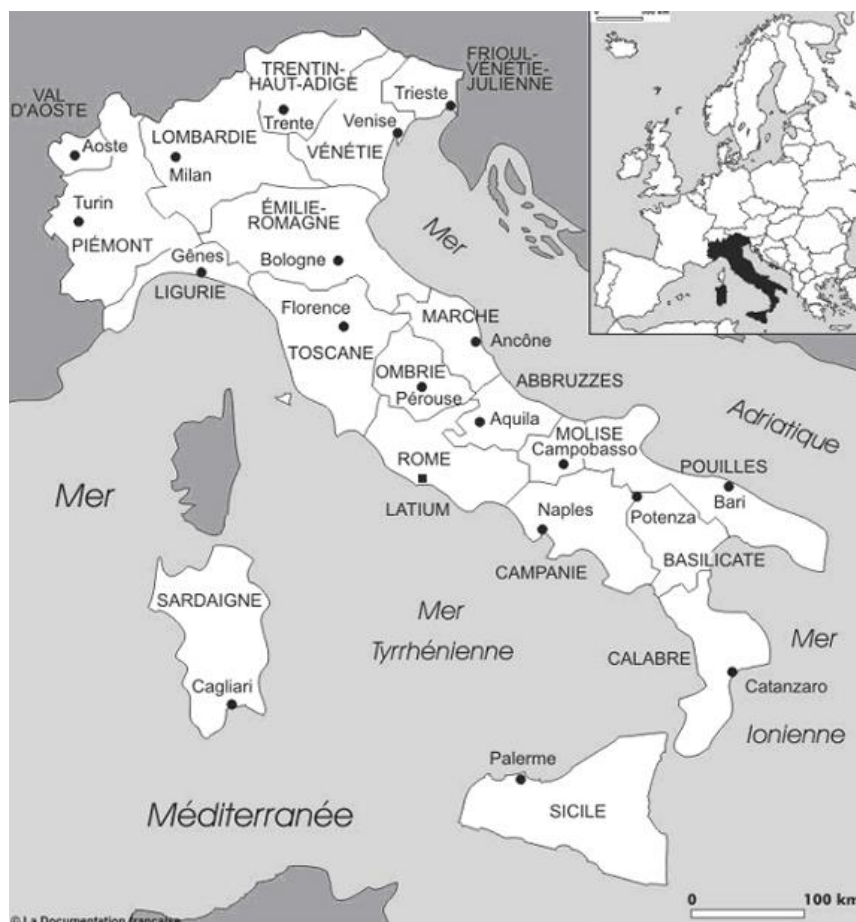 VAL
D'AOSTE
Aoste
TRENTIN-
HAUT-ADIGE
Trente
FRIOUL-
VÉNÉTIE-
JULIENNE
Trieste
Venise
LOMBARDIE
Milan
VÉNÉTIE
Turin
PIÉMONT
ÉMILIE-
ROMAGNE
Bologne
Gênes
LIGURIE
Mer
Florence
TOSCANE
MARCHE
Ancône
OMBRIE
Pérouse
ABBRUZZES
Aquila
Adriatique
MOLISE
Campobasso
ROME
LATIUM
POUILLES
Bari
Mer
Naples
Potenza
CAMPANIE
BASILICATE
SARDAIGNE
Mer
Tyrrhénienne
CALABRE
Mer
Cagliari
Catanzaro
Ionienne
Palerme
Méditerranée
SICILE
0 100 km
© La Documentation française